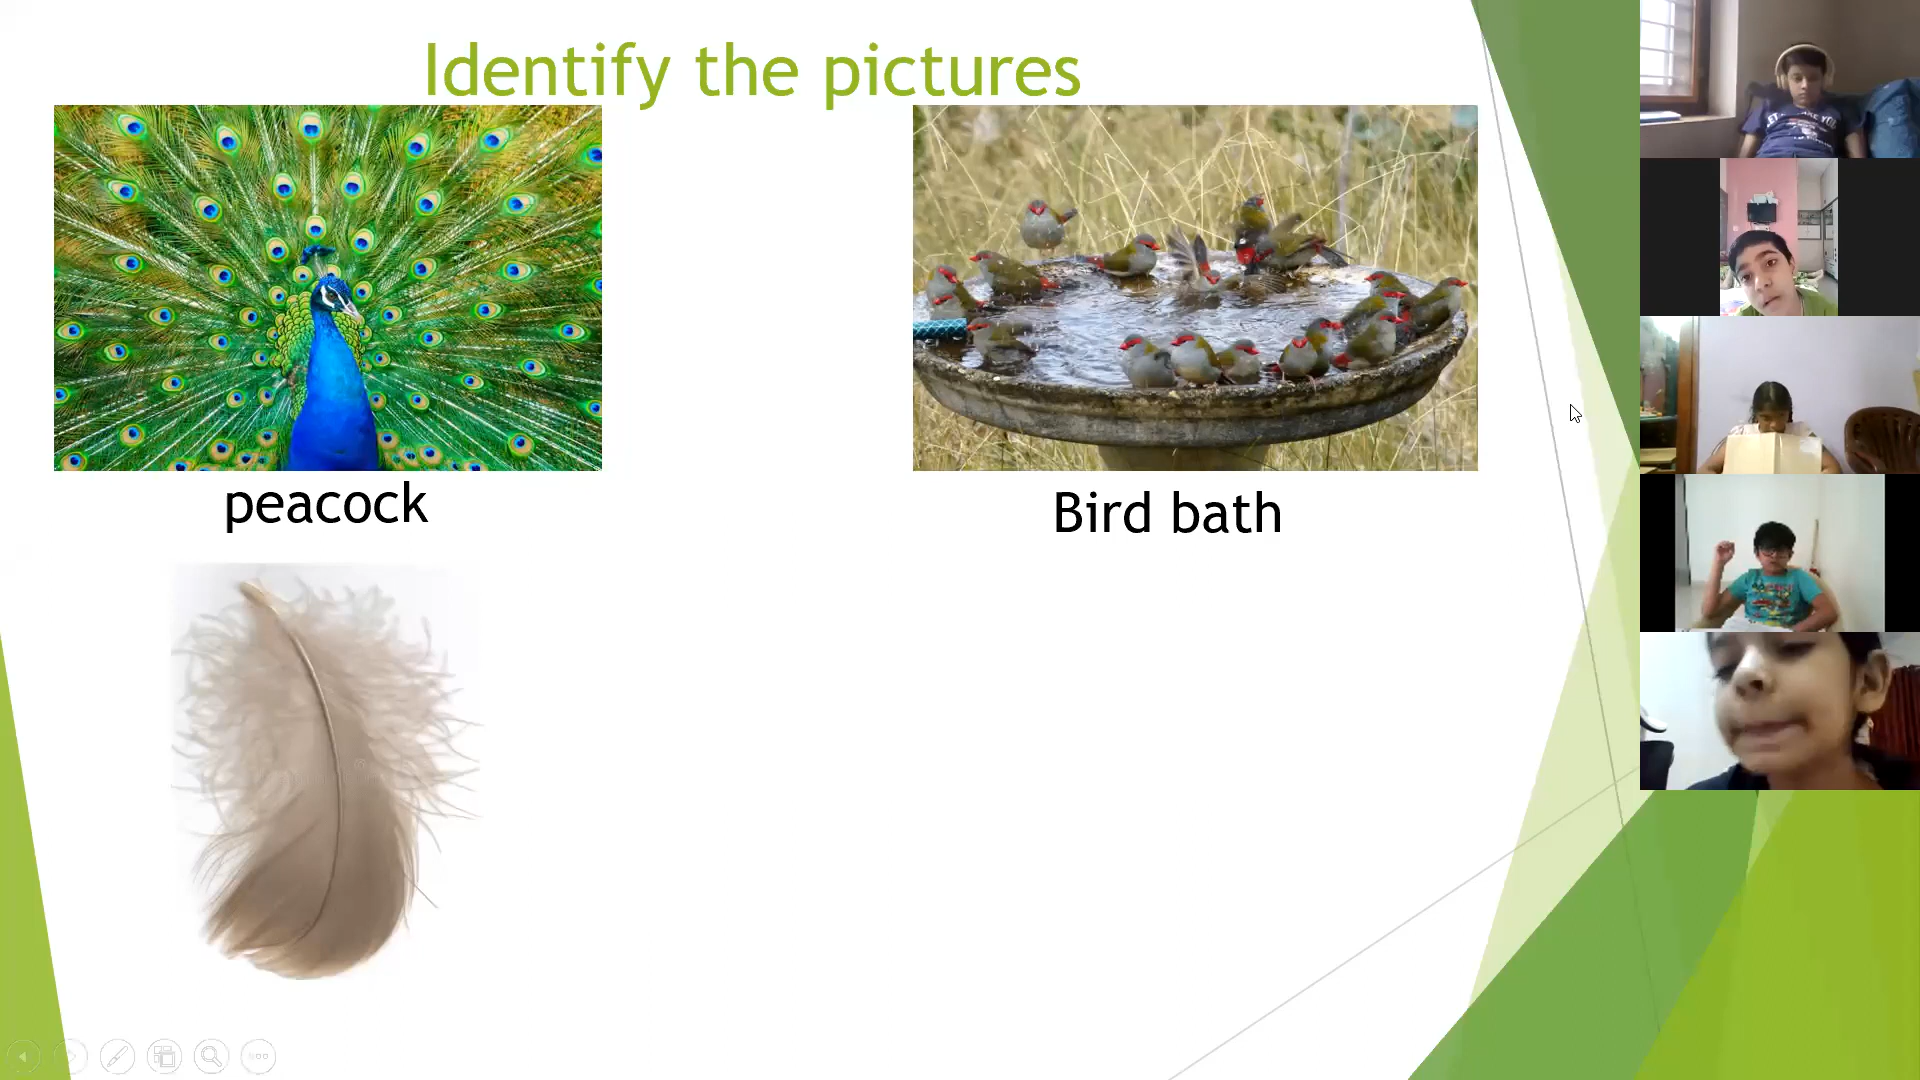 Identify the pictures
peacock
Bird bath